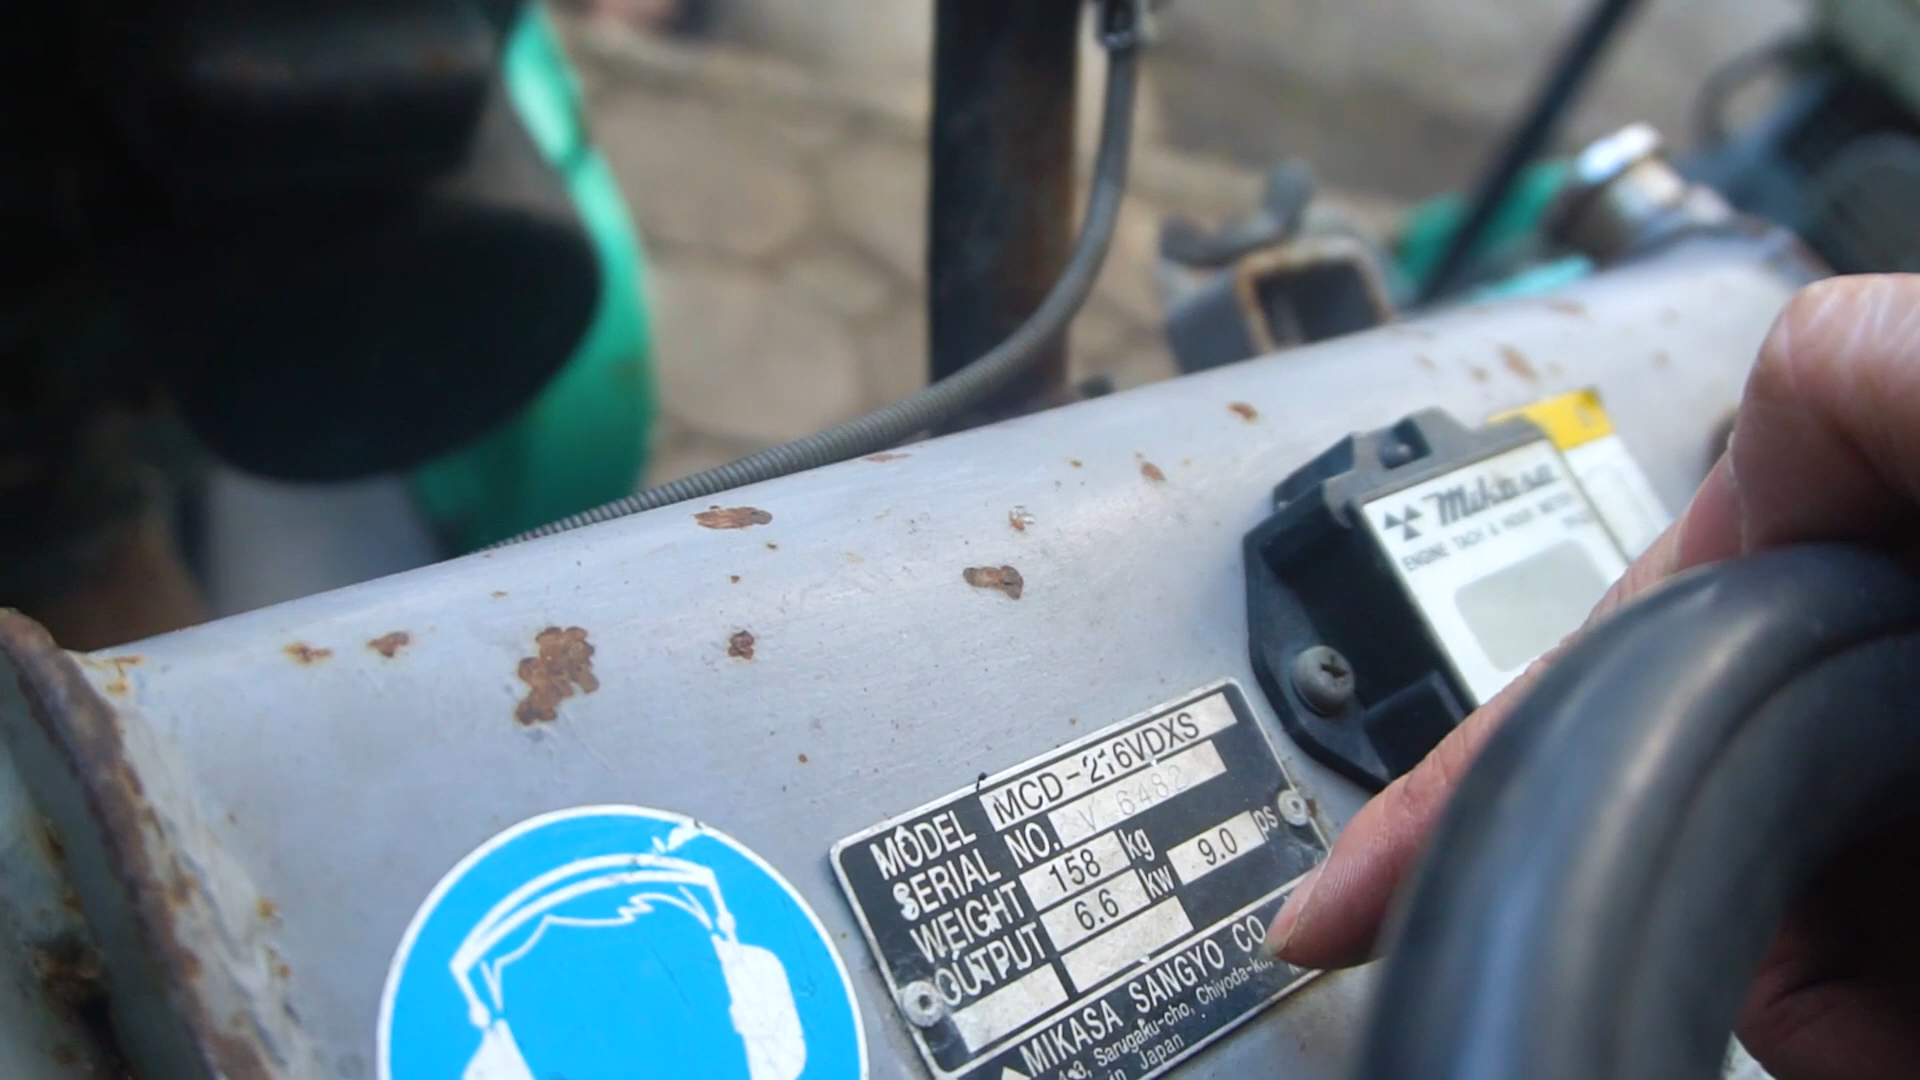 Mikasa
ENGINE TACH & HOUR METER
MODEL MCD-216VDXS
SERIAL NO. V 6482
WEIGHT 158 kg
OUTPUT 6.6 kw 9.0 ps
MIKASA SANGYO CO
Sarugaku-cho, Chiyoda-ku,
in Japan